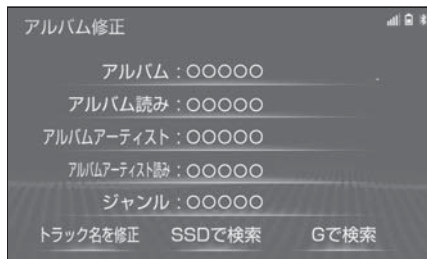 アルバム修正
アルバム：○○○○○
アルバム読み：○○○○○
アルバムアーティスト：○○○○○
アルバムアーティスト読み：○○○○○
ジャンル：○○○○○
トラック名を修正 SSDで検索 Gで検索